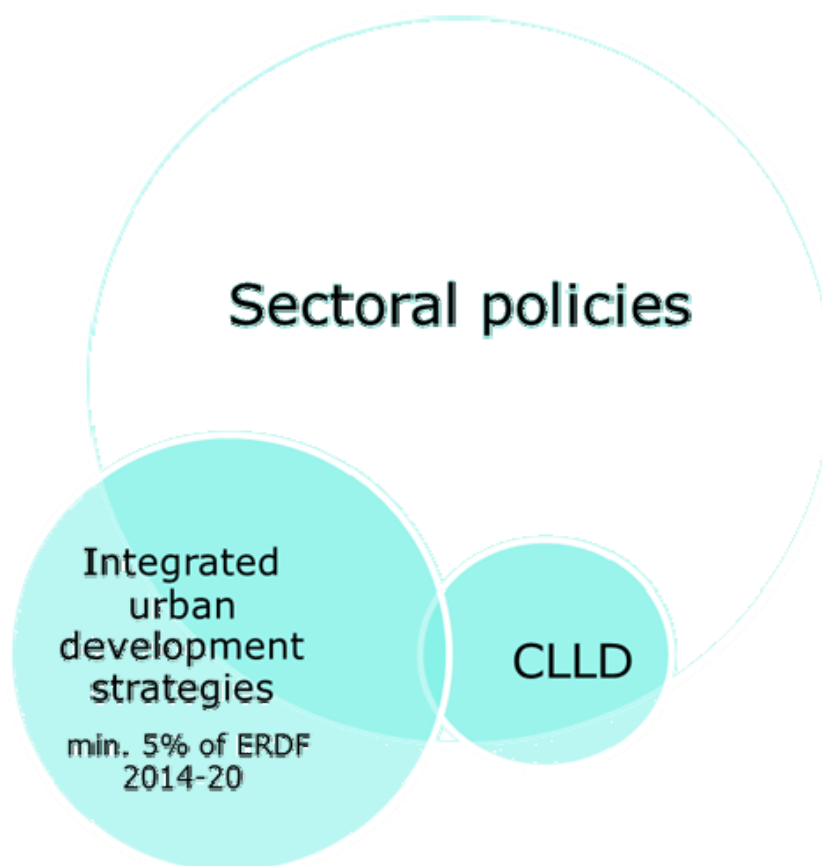 Sectoral policies
Integrated
urban
development
strategies
min. 5% of ERDF
2014-20
CLLD